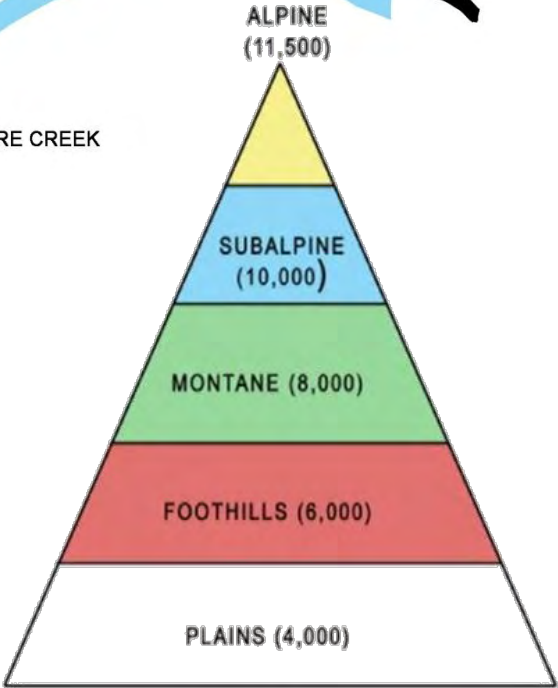 ALPINE
(11,500)
RE CREEK
SUBALPINE
(10,000)
MONTANE (8,000)
FOOTHILLS (6,000)
PLAINS (4,000)